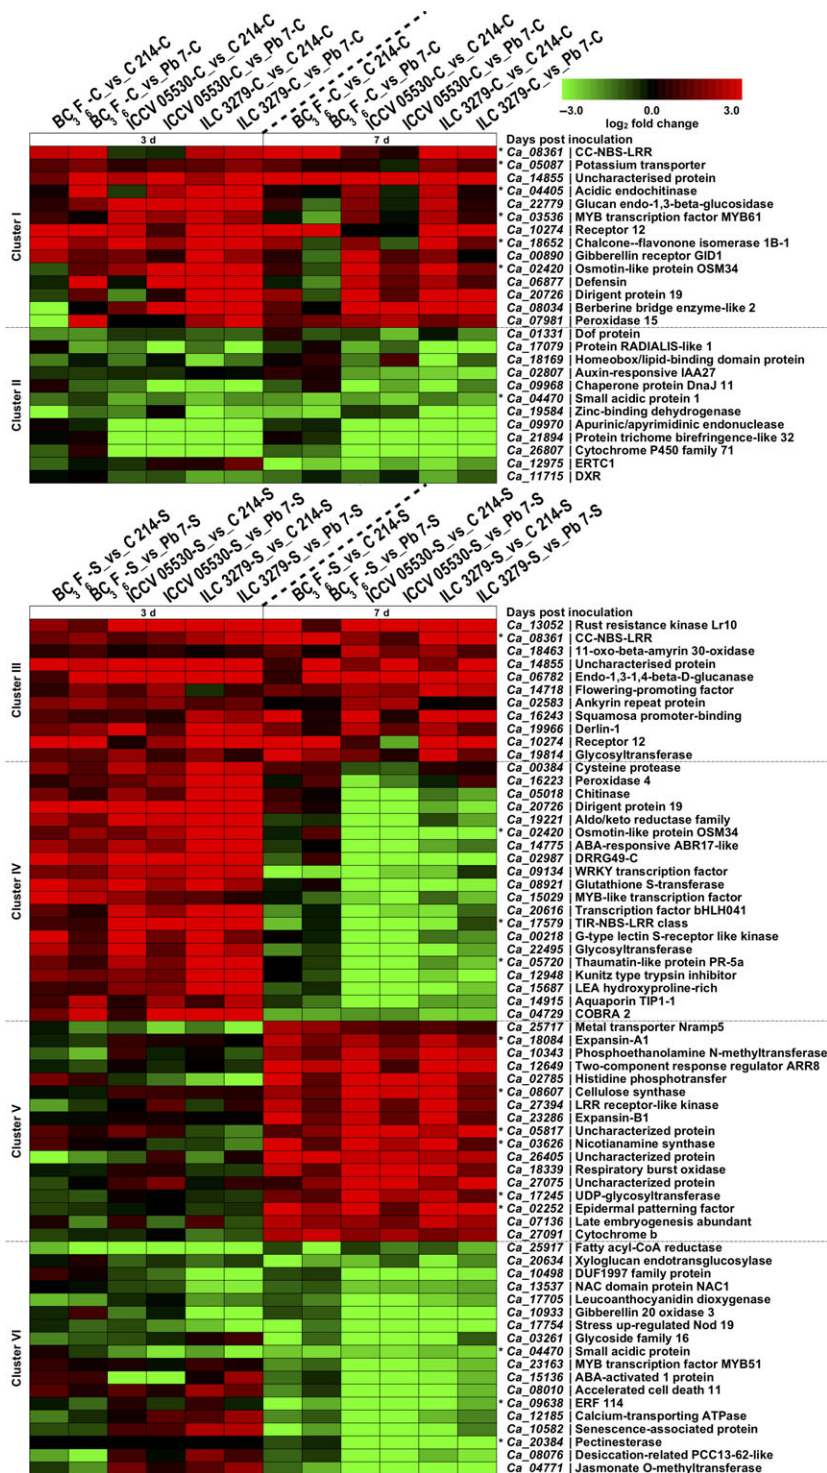 BC3F6-C_vs_C 214-C
BC3F6-C_vs_Pb 7-C
ICCV 05530-C_vs_C 214-C
ICCV 05530-C_vs_Pb 7-C
ILC 3279-C_vs_C 214-C
ILC 3279-C_vs_Pb 7-C
BC3F6-C_vs_C 214-C
BC3F6-C_vs_Pb 7-C
ICCV 05530-C_vs_C 214-C
ICCV 05530-C_vs_Pb 7-C
ILC 3279-C_vs_C 214-C
ILC 3279-C_vs_Pb 7-C
−3.0 0.0 3.0
log2 fold change
3 d 7 d Days post inoculation
Cluster I
* Ca_08361 | CC-NBS-LRR
* Ca_05087 | Potassium transporter
Ca_14855 | Uncharacterised protein
* Ca_04405 | Acidic endochitinase
Ca_22779 | Glucan endo-1,3-beta-glucosidase
* Ca_03536 | MYB transcription factor MYB61
Ca_10274 | Receptor 12
* Ca_18652 | Chalcone--flavonone isomerase 1B-1
Ca_00890 | Gibberellin receptor GID1
* Ca_02420 | Osmotin-like protein OSM34
Ca_06877 | Defensin
Ca_20726 | Dirigent protein 19
Ca_08034 | Berberine bridge enzyme-like 2
Ca_07981 | Peroxidase 15
Cluster II
Ca_01331 | Dof protein
Ca_17079 | Protein RADIALIS-like 1
Ca_18169 | Homeobox/lipid-binding domain protein
Ca_02807 | Auxin-responsive IAA27
Ca_09968 | Chaperone protein DnaJ 11
* Ca_04470 | Small acidic protein 1
Ca_19584 | Zinc-binding dehydrogenase
Ca_09970 | Apurinic/apyrimidinic endonuclease
Ca_21894 | Protein trichome birefringence-like 32
Ca_26807 | Cytochrome P450 family 71
Ca_12975 | ERTC1
Ca_11715 | DXR
BC3F6-S_vs_C 214-S
BC3F6-S_vs_Pb 7-S
ICCV 05530-S_vs_C 214-S
ICCV 05530-S_vs_Pb 7-S
ILC 3279-S_vs_C 214-S
ILC 3279-S_vs_Pb 7-S
BC3F6-S_vs_C 214-S
BC3F6-S_vs_Pb 7-S
ICCV 05530-S_vs_C 214-S
ICCV 05530-S_vs_Pb 7-S
ILC 3279-S_vs_C 214-S
ILC 3279-S_vs_Pb 7-S
3 d 7 d Days post inoculation
Cluster III
Ca_13052 | Rust resistance kinase Lr10
* Ca_08361 | CC-NBS-LRR
Ca_18463 | 11-oxo-beta-amyrin 30-oxidase
Ca_14855 | Uncharacterised protein
Ca_06782 | Endo-1,3-1,4-beta-D-glucanase
Ca_14718 | Flowering-promoting factor
Ca_02583 | Ankyrin repeat protein
Ca_16243 | Squamosa promoter-binding
Ca_19966 | Derlin-1
Ca_10274 | Receptor 12
Ca_19814 | Glycosyltransferase
Cluster IV
Ca_00384 | Cysteine protease
Ca_16223 | Peroxidase 4
Ca_05018 | Chitinase
Ca_20726 | Dirigent protein 19
Ca_19221 | Aldo/keto reductase family
* Ca_02420 | Osmotin-like protein OSM34
Ca_14775 | ABA-responsive ABR17-like
Ca_02987 | DRRG49-C
Ca_09134 | WRKY transcription factor
Ca_08921 | Glutathione S-transferase
Ca_15029 | MYB-like transcription factor
Ca_20616 | Transcription factor bHLH041
* Ca_17579 | TIR-NBS-LRR class
Ca_00218 | G-type lectin S-receptor like kinase
Ca_22495 | Glycosyltransferase
* Ca_05720 | Thaumatin-like protein PR-5a
Ca_12948 | Kunitz type trypsin inhibitor
Ca_15687 | LEA hydroxyproline-rich
Ca_14915 | Aquaporin TIP1-1
Ca_04729 | COBRA 2
Cluster V
Ca_25717 | Metal transporter Nramp5
* Ca_18084 | Expansin-A1
Ca_10343 | Phosphoethanolamine N-methyltransferase
Ca_12649 | Two-component response regulator ARR8
Ca_02785 | Histidine phosphotransfer
* Ca_08607 | Cellulose synthase
Ca_27394 | LRR receptor-like kinase
Ca_23286 | Expansin-B1
* Ca_05817 | Uncharacterized protein
* Ca_03626 | Nicotianamine synthase
Ca_26405 | Uncharacterized protein
Ca_18339 | Respiratory burst oxidase
Ca_27075 | Uncharacterized protein
* Ca_17245 | UDP-glycosyltransferase
* Ca_02252 | Epidermal patterning factor
Ca_07136 | Late embryogenesis abundant
Ca_27091 | Cytochrome b
Cluster VI
Ca_25917 | Fatty acyl-CoA reductase
Ca_20634 | Xyloglucan endotransglucosylase
Ca_10498 | DUF1997 family protein
Ca_13537 | NAC domain protein NAC1
Ca_17705 | Leucoanthocyanidin dioxygenase
Ca_10933 | Gibberellin 20 oxidase 3
Ca_17754 | Stress up-regulated Nod 19
Ca_03261 | Glycoside family 16
* Ca_04470 | Small acidic protein
Ca_23163 | MYB transcription factor MYB51
Ca_15136 | ABA-activated 1 protein
Ca_08010 | Accelerated cell death 11
* Ca_09638 | ERF 114
Ca_12185 | Calcium-transporting ATPase
Ca_10582 | Senescence-associated protein
* Ca_20384 | Pectinesterase
Ca_08076 | Desiccation-related PCC13-62-like
Ca_04771 | Jasmonate O-methyltransferase